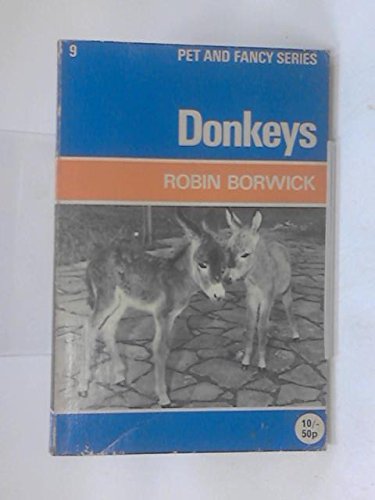 9
PET AND FANCY SERIES
Donkeys
ROBIN BORWICK
10/-
50p